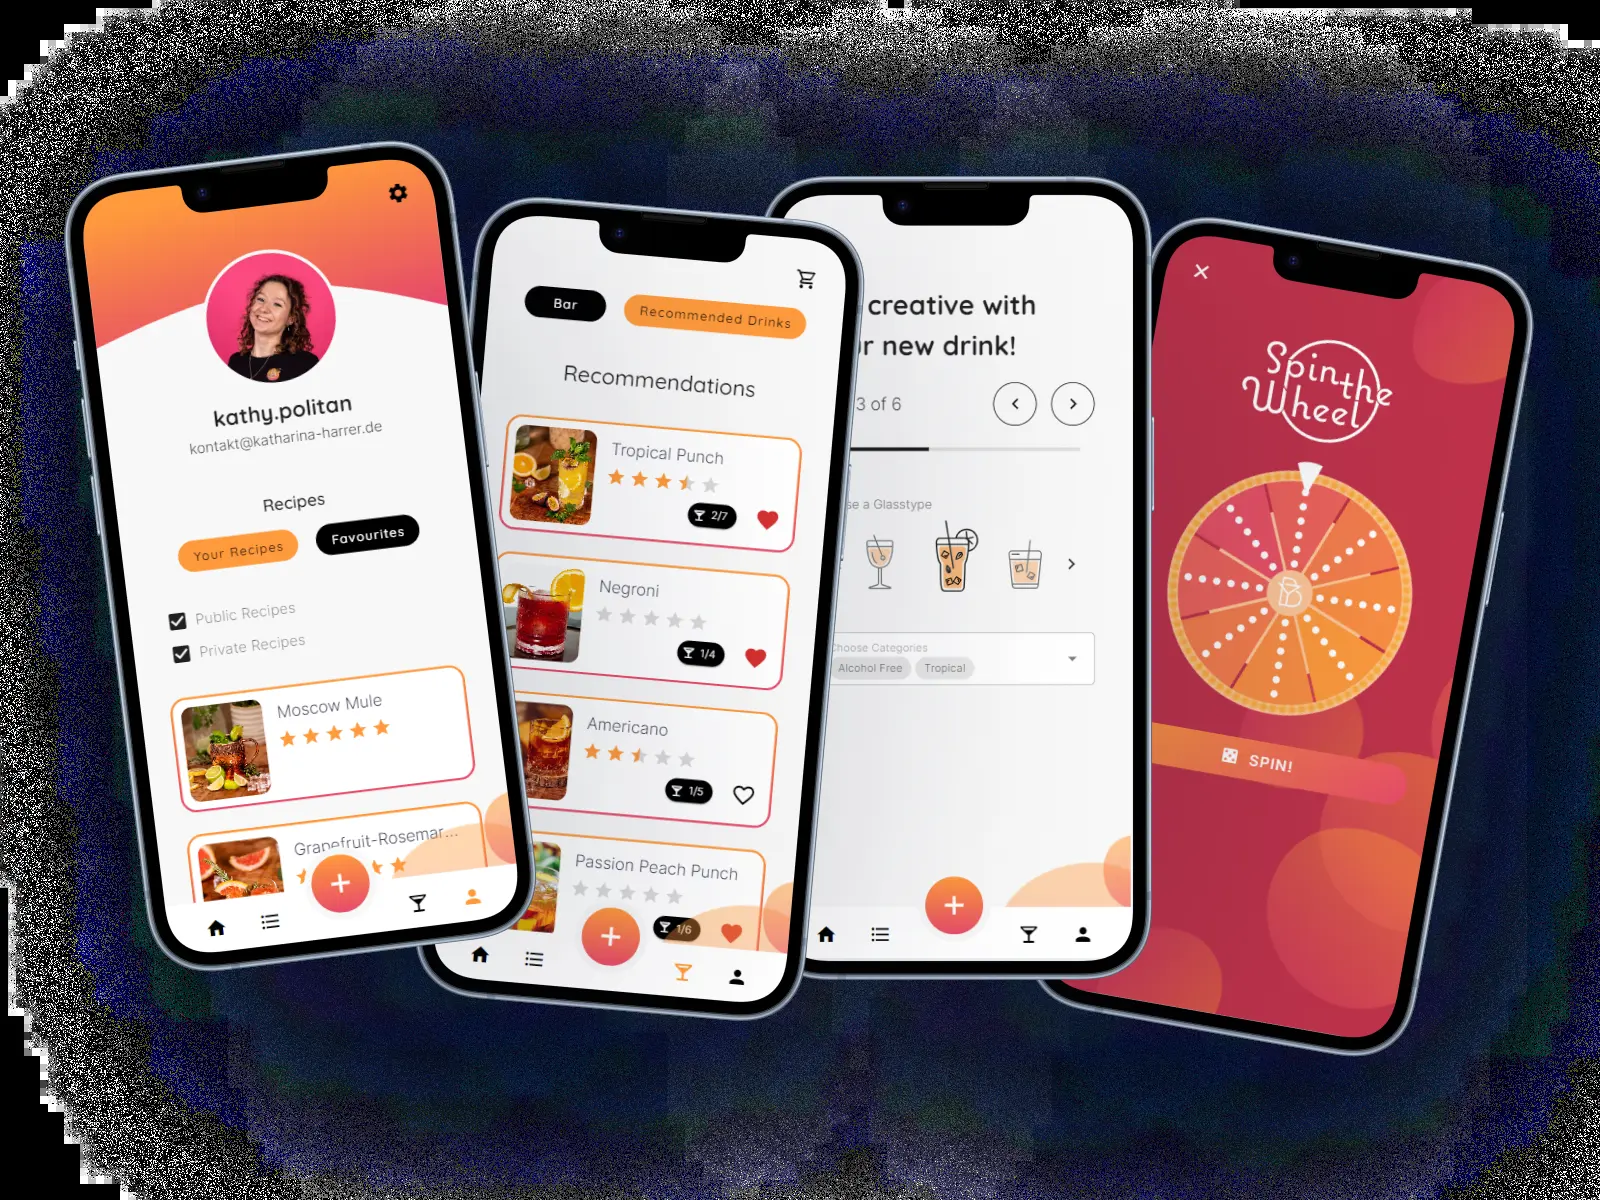 kathy.politan
kontakt@katharina-harrer.de
Recipes
Your Recipes
Favourites
Public Recipes
Private Recipes
Moscow Mule
Grapefruit-Rosemar...
Bar
Recommended Drinks
Recommendations
Tropical Punch
2/7
Negroni
1/4
Americano
1/5
Passion Peach Punch
1/6
creative with
r new drink!
3 of 6
se a Glasstype
Choose Categories
Alcohol Free
Tropical
Spin the
Wheel
SPIN!